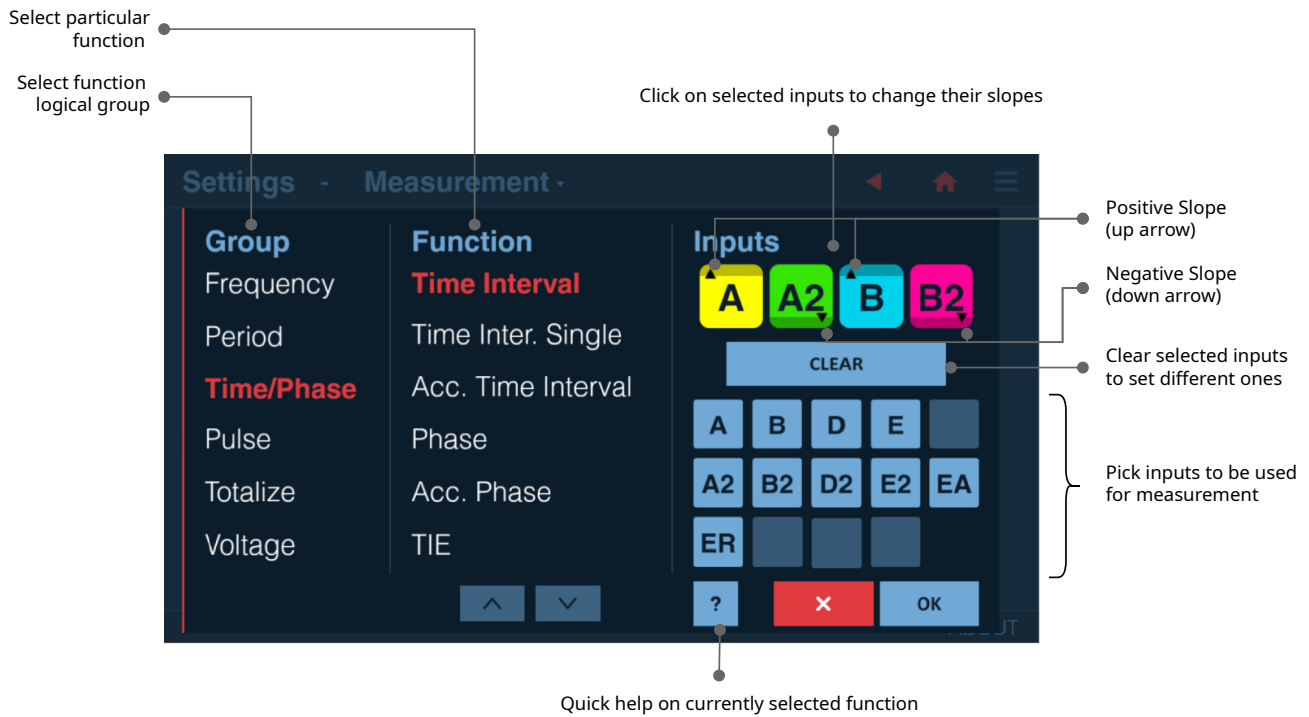 Select particular
function
Select function
logical group
Click on selected inputs to change their slopes
Settings - Measurement
Group
Frequency
Period
Time/Phase
Pulse
Totalize
Voltage
Function
Time Interval
Time Inter. Single
Acc. Time Interval
Phase
Acc. Phase
TIE
Inputs
A A2 B B2
CLEAR
A B D E
A2 B2 D2 E2 EA
ER
? × OK
ABOUT
Positive Slope
(up arrow)
Negative Slope
(down arrow)
Clear selected inputs
to set different ones
Pick inputs to be used
for measurement
Quick help on currently selected function